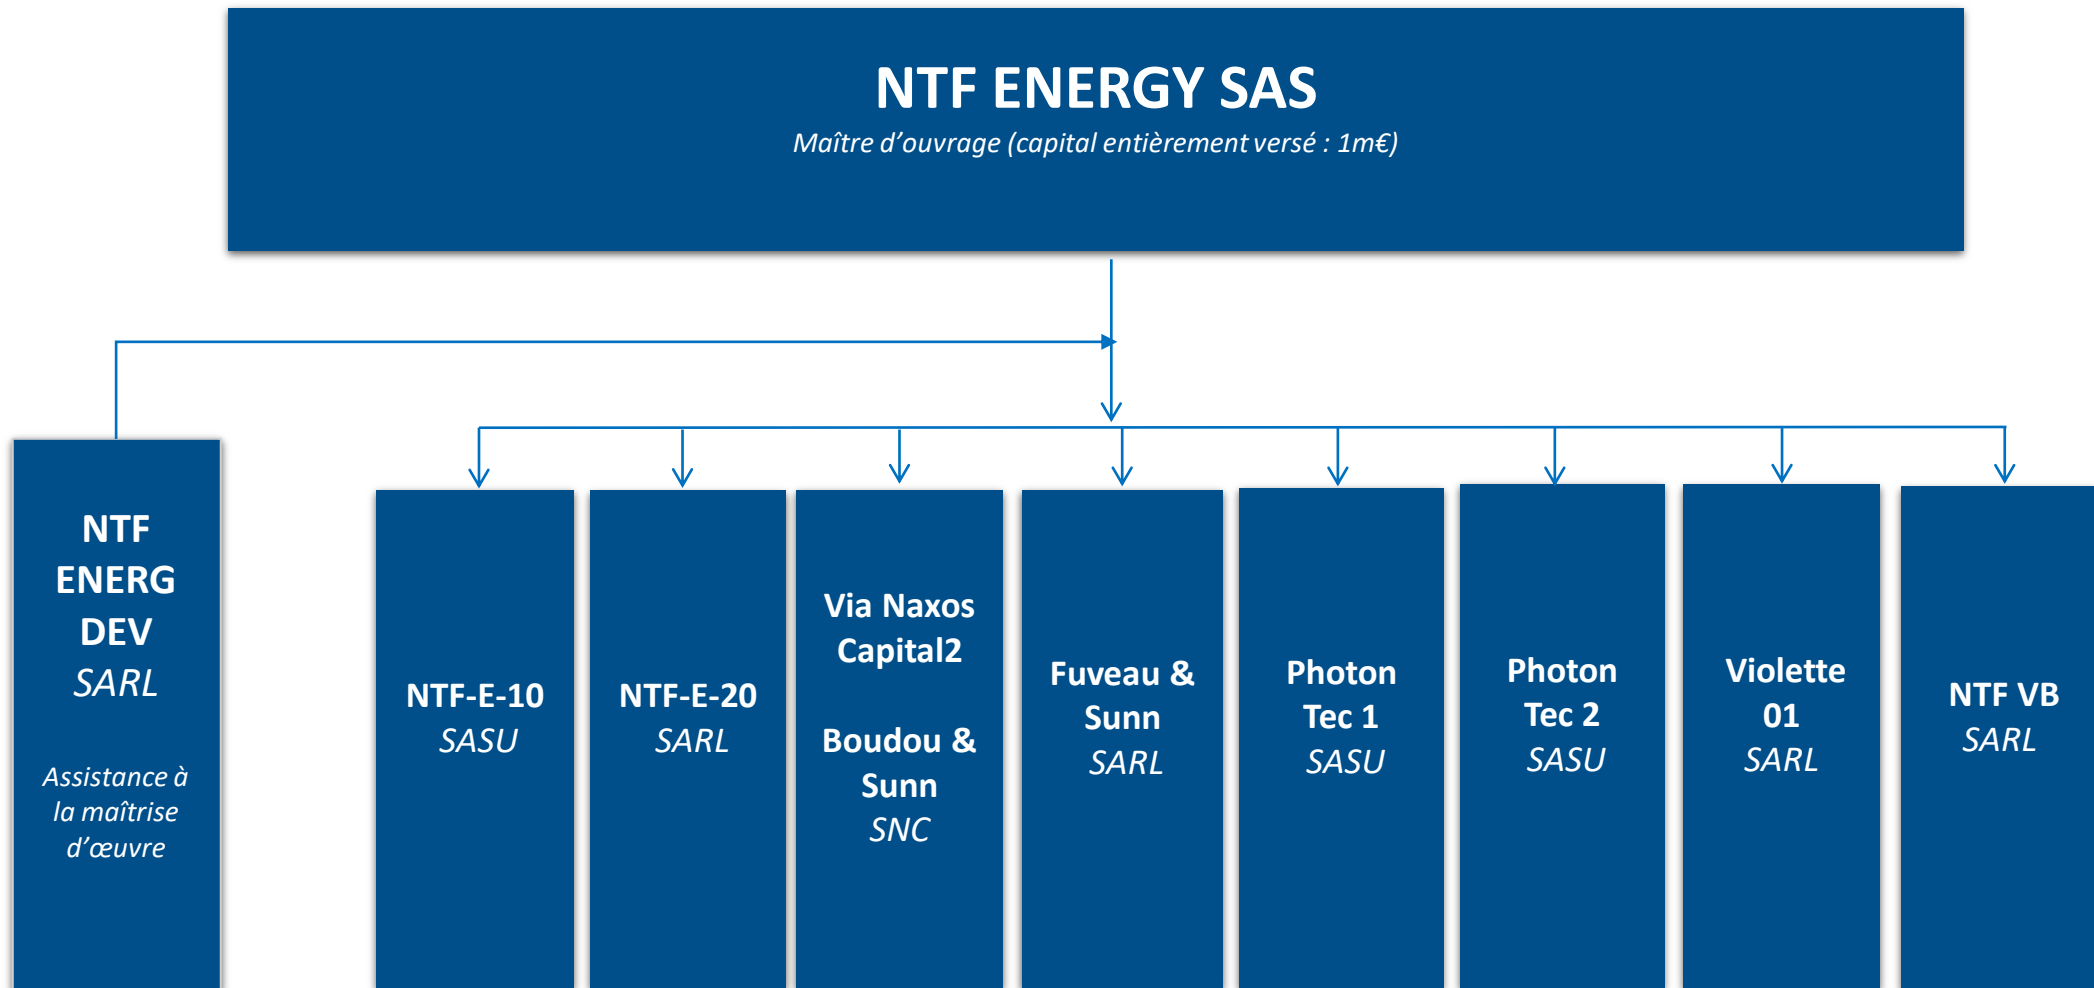 NTF ENERGY SAS
Maître d’ouvrage (capital entièrement versé : 1m€)
NTF
ENERG
DEV
SARL
Assistance à
la maîtrise
d’œuvre
NTF-E-10
SASU
NTF-E-20
SARL
Via Naxos
Capital2
Boudou &
Sunn
SNC
Fuveau &
Sunn
SARL
Photon
Tec 1
SASU
Photon
Tec 2
SASU
Violette
01
SARL
NTF VB
SARL